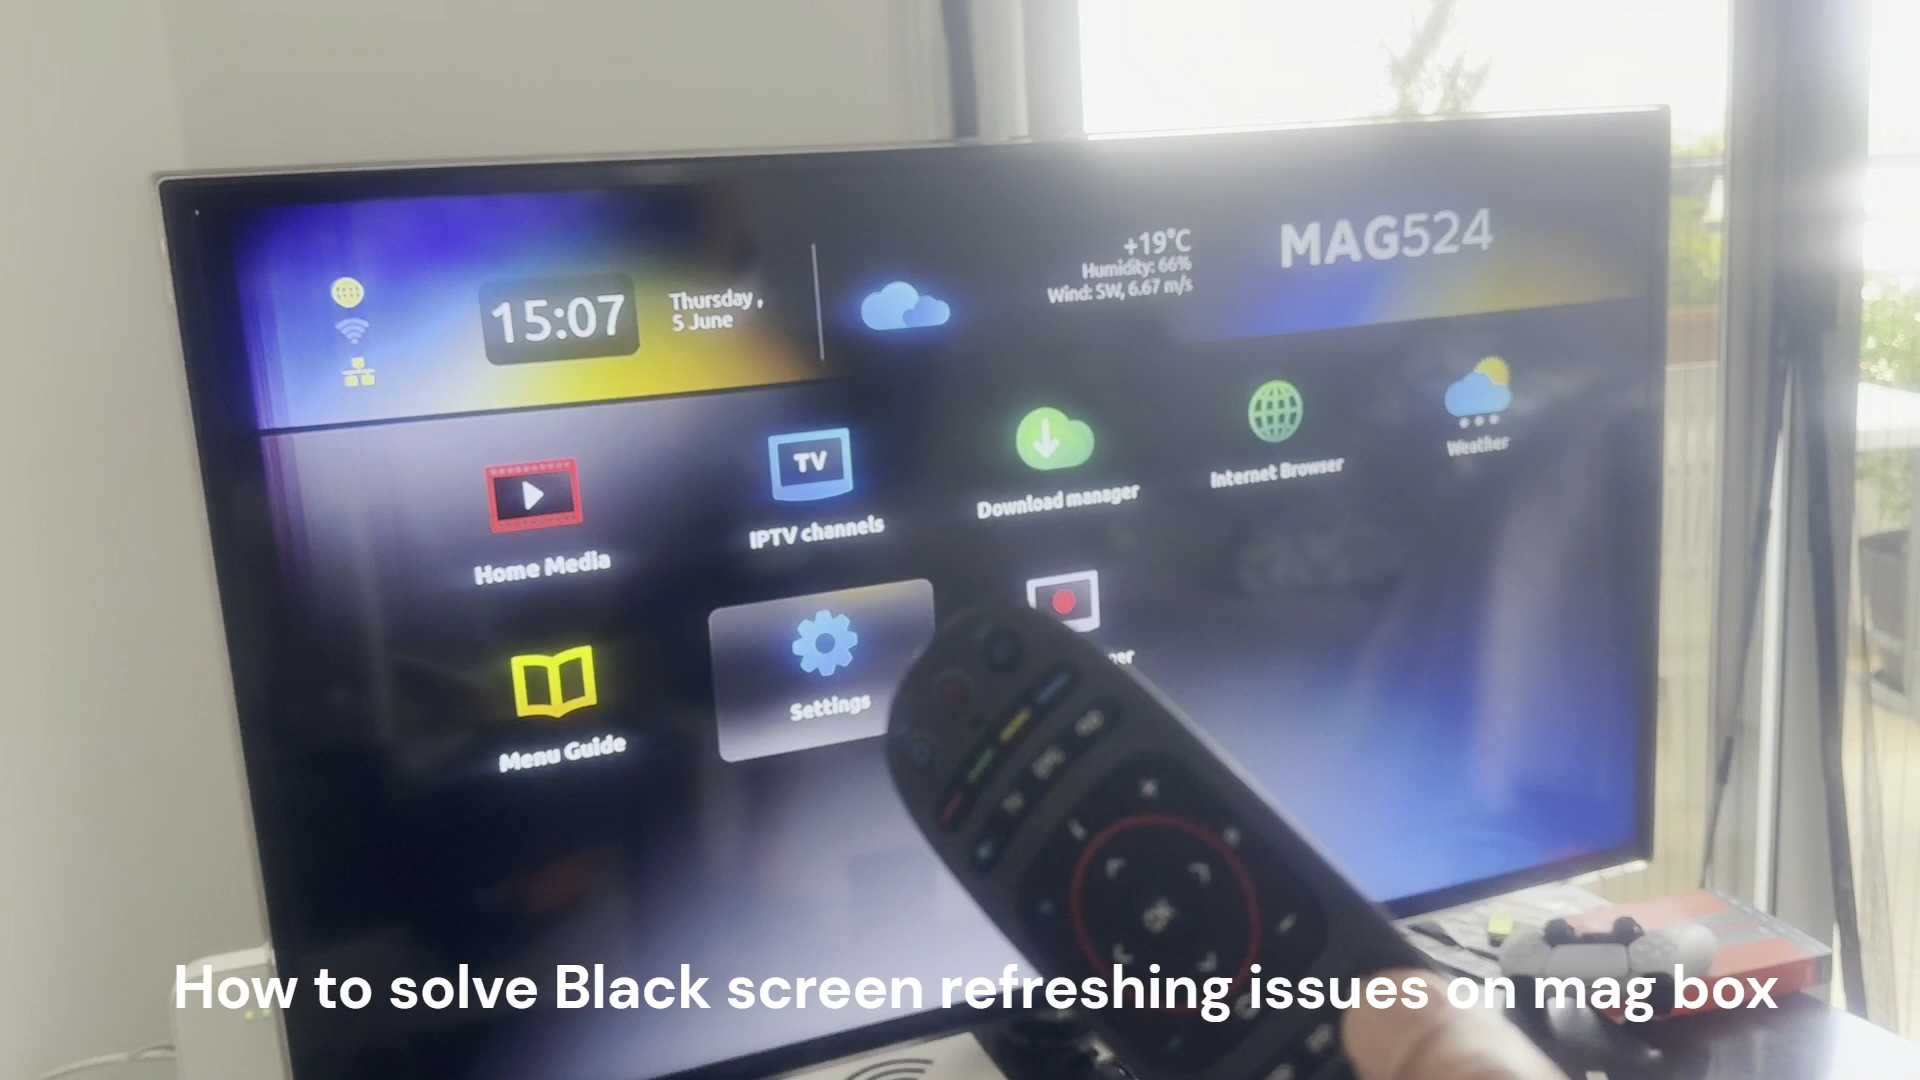 MAG524
+19°C
Humidity: 66%
Wind: SW, 6.67 m/s
15:07
Thursday,
5 June
TV
Home Media
IPTV channels
Download manager
Internet Browser
Weather
Menu Guide
Settings
OK
How to solve Black screen refreshing issues on mag box